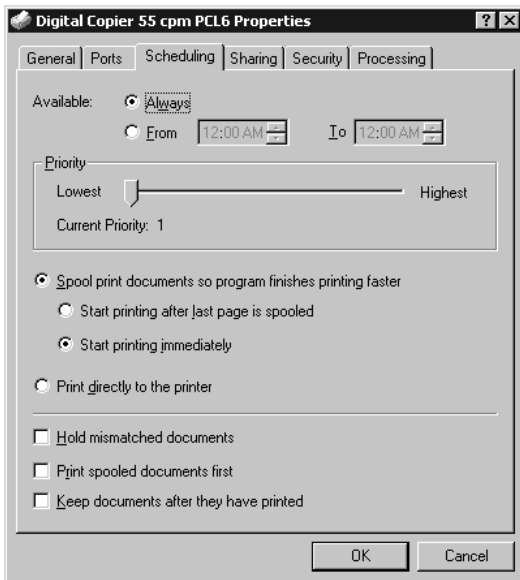 Digital Copier 55 cpm PCL6 Properties
General Ports Scheduling Sharing Security Processing
Available: Always
From 12:00 AM To 12:00 AM
Priority
Lowest Highest
Current Priority: 1
Spool print documents so program finishes printing faster
Start printing after last page is spooled
Start printing immediately
Print directly to the printer
Hold mismatched documents
Print spooled documents first
Keep documents after they have printed
OK Cancel